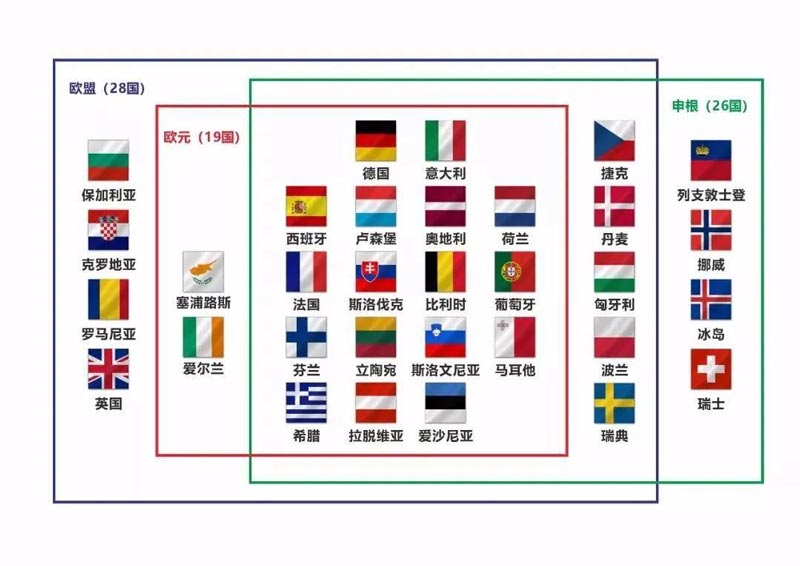 欧盟（28国）
申根（26国）
欧元（19国）
德国 意大利 捷克
保加利亚 列支敦士登
西班牙 卢森堡 奥地利 荷兰 丹麦
克罗地亚 挪威
塞浦路斯 法国 斯洛伐克 比利时 葡萄牙 匈牙利
罗马尼亚 冰岛
爱尔兰 芬兰 立陶宛 斯洛文尼亚 马耳他 波兰
英国 瑞士
希腊 拉脱维亚 爱沙尼亚 瑞典